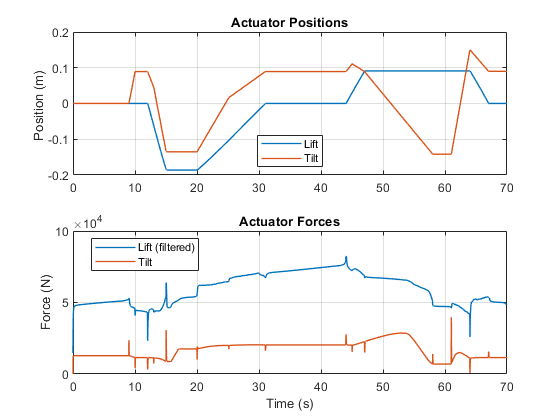 Actuator Positions
0.2
0.1
0
-0.1
-0.2
Position (m)
Lift
Tilt
0 10 20 30 40 50 60 70
Actuator Forces
×10⁴
10
5
0
Force (N)
Lift (filtered)
Tilt
0 10 20 30 40 50 60 70
Time (s)